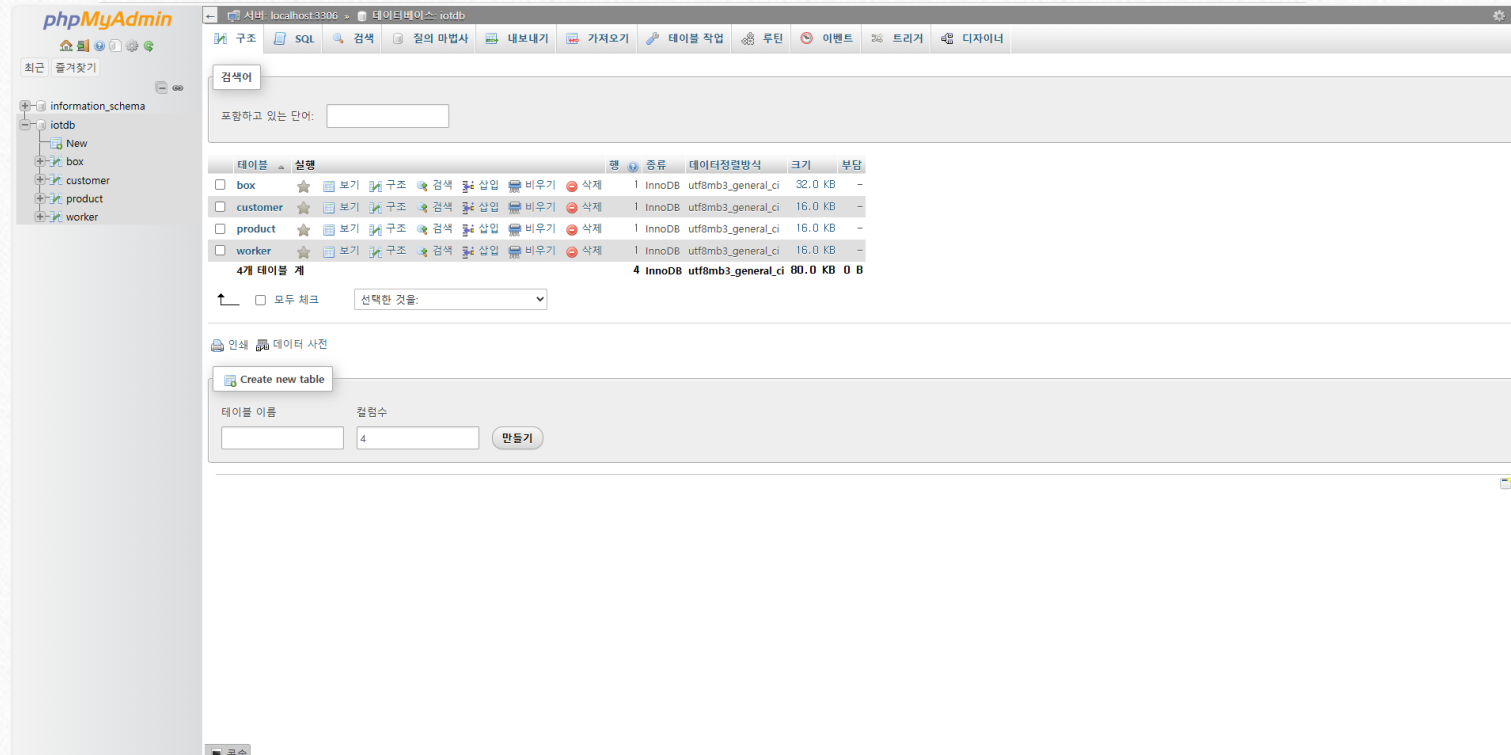 phpMyAdmin
최근 즐겨찾기
information_schema
iotdb
New
box
customer
product
worker
서버: localhost:3306 » 데이터베이스: iotdb
구조 SQL 검색 질의 마법사 내보내기 가져오기 테이블 작업 루틴 이벤트 트리거 디자이너
검색어
포함하고 있는 단어:
테이블 실행 행 종류 데이터정렬방식 크기 부담
box 보기 구조 검색 삽입 비우기 삭제 1 InnoDB utf8mb3_general_ci 32.0 KB -
customer 보기 구조 검색 삽입 비우기 삭제 1 InnoDB utf8mb3_general_ci 16.0 KB -
product 보기 구조 검색 삽입 비우기 삭제 1 InnoDB utf8mb3_general_ci 16.0 KB -
worker 보기 구조 검색 삽입 비우기 삭제 1 InnoDB utf8mb3_general_ci 16.0 KB -
4개 테이블 계 4 InnoDB utf8mb3_general_ci 80.0 KB 0 B
모두 체크 선택한 것을:
인쇄 데이터 사전
Create new table
테이블 이름 컬럼수
4 만들기
콘솔